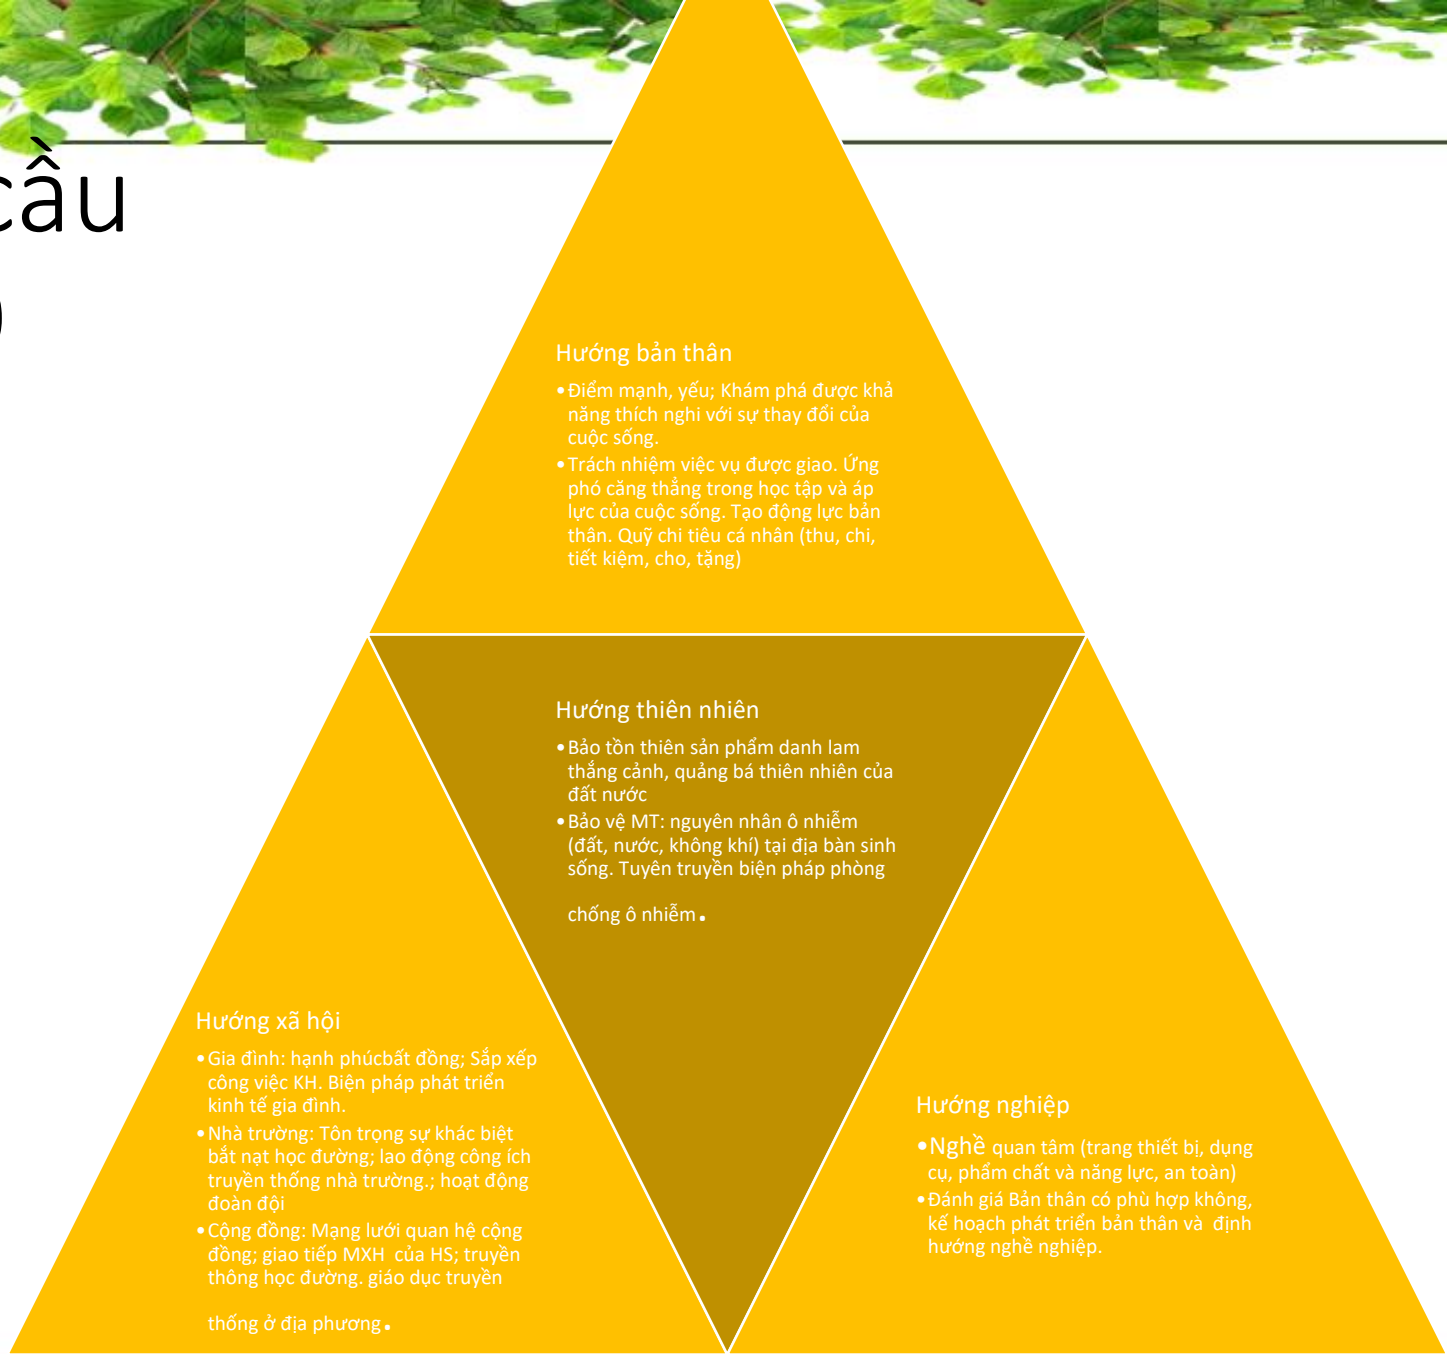 cầu
)
Hướng bản thân
•Điểm mạnh, yếu; Khám phá được khả
năng thích nghi với sự thay đổi của
cuộc sống.
•Trách nhiệm việc vụ được giao. Ứng
phó căng thẳng trong học tập và áp
lực của cuộc sống. Tạo động lực bản
thân. Quỹ chi tiêu cá nhân (thu, chi,
tiết kiệm, cho, tặng)
Hướng thiên nhiên
•Bảo tồn thiên sản phẩm danh lam
thắng cảnh, quảng bá thiên nhiên của
đất nước
•Bảo vệ MT: nguyên nhân ô nhiễm
(đất, nước, không khí) tại địa bàn sinh
sống. Tuyên truyền biện pháp phòng
chống ô nhiễm.
Hướng xã hội
•Gia đình: hạnh phúcbất đồng; Sắp xếp
công việc KH. Biện pháp phát triển
kinh tế gia đình.
•Nhà trường: Tôn trọng sự khác biệt
bắt nạt học đường; lao động công ích
truyền thống nhà trường.; hoạt động
đoàn đội
•Cộng đồng: Mạng lưới quan hệ cộng
đồng; giao tiếp MXH của HS; truyền
thông học đường. giáo dục truyền
thống ở địa phương.
Hướng nghiệp
•Nghề quan tâm (trang thiết bị, dụng
cụ, phẩm chất và năng lực, an toàn)
•Đánh giá Bản thân có phù hợp không,
kế hoạch phát triển bản thân và định
hướng nghề nghiệp.